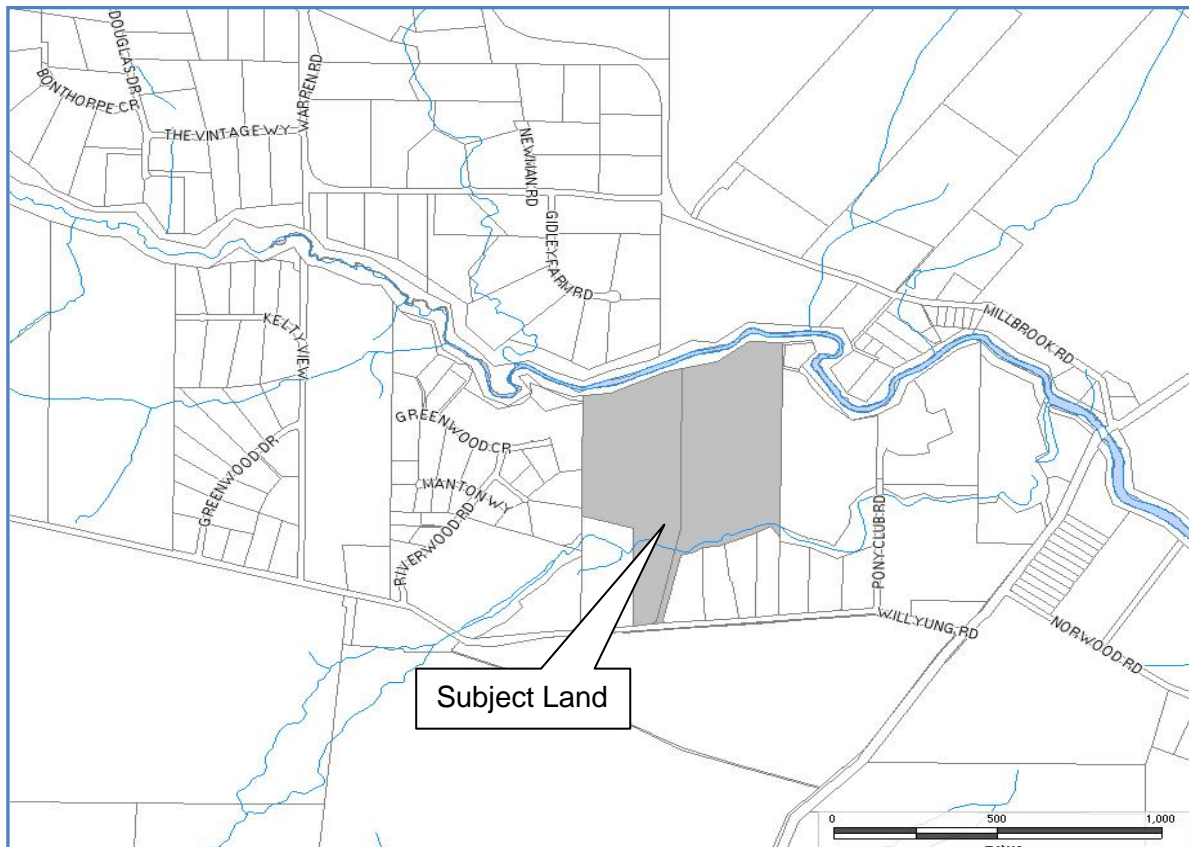 DOUGLAS DR
BONTHORPE CR
THE VINTAGE WY
WARREN RD
NEWMAN RD
GIDLEY FARM RD
KELTY VIEW
MILLBROOK RD
GREENWOOD CR
GREENWOOD DR
MANTON WY
RIVERWOOD RD
PONY CLUB RD
WILLYUNG RD
NORWOOD RD
Subject Land
0 500 1,000